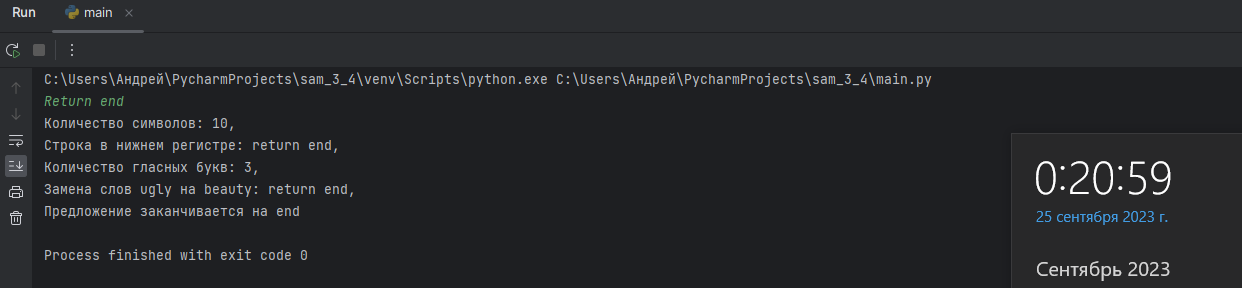 Run main
C:\Users\Андрей\PycharmProjects\sam_3_4\venv\Scripts\python.exe C:\Users\Андрей\PycharmProjects\sam_3_4\main.py
Return end
Количество символов: 10,
Строка в нижнем регистре: return end,
Количество гласных букв: 3,
Замена слов ugly на beauty: return end,
Предложение заканчивается на end
Process finished with exit code 0
0:20:59
25 сентября 2023 г.
Сентябрь 2023